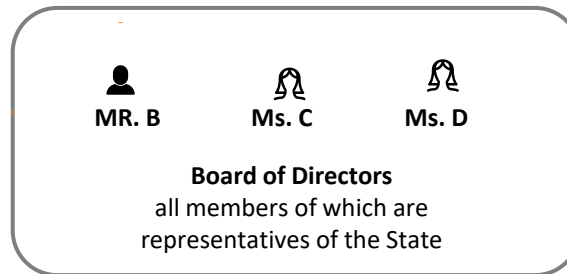 MR. B Ms. C Ms. D
Board of Directors
all members of which are
representatives of the State